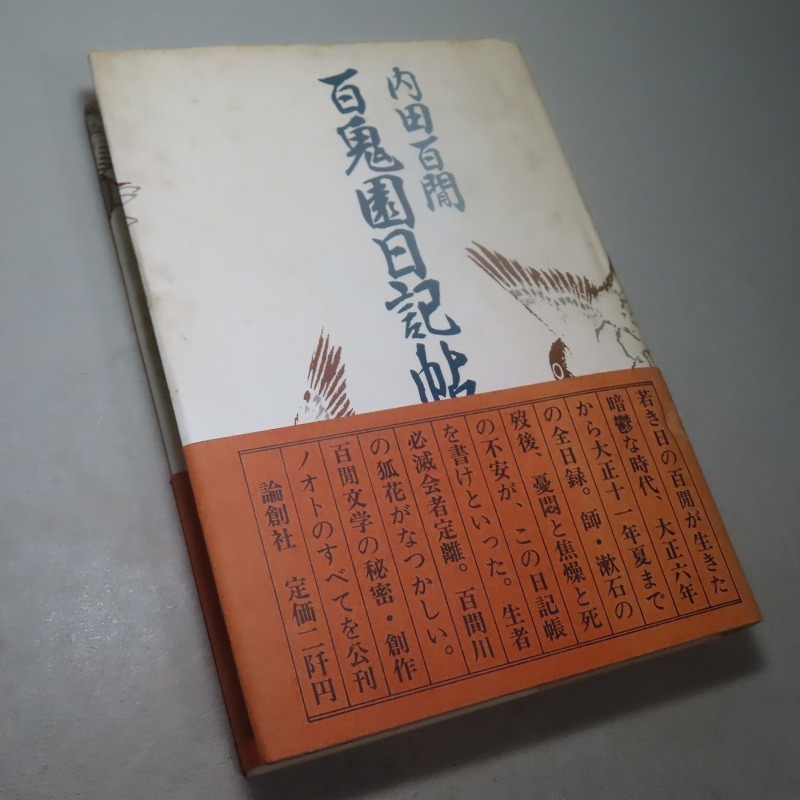 内田百閒
百鬼園日記帖
若き日の百閒が生きた
暗鬱な時代、大正六年
から大正十一年夏まで
の全日録。師・漱石の
歿後、憂悶と焦燥と死
の不安が、この日記帳
を書けといった。生者
必滅会者定離。百間川
の狐花がなつかしい。
百閒文学の秘密・創作
ノオトのすべてを公刊
論創社 定価二阡円